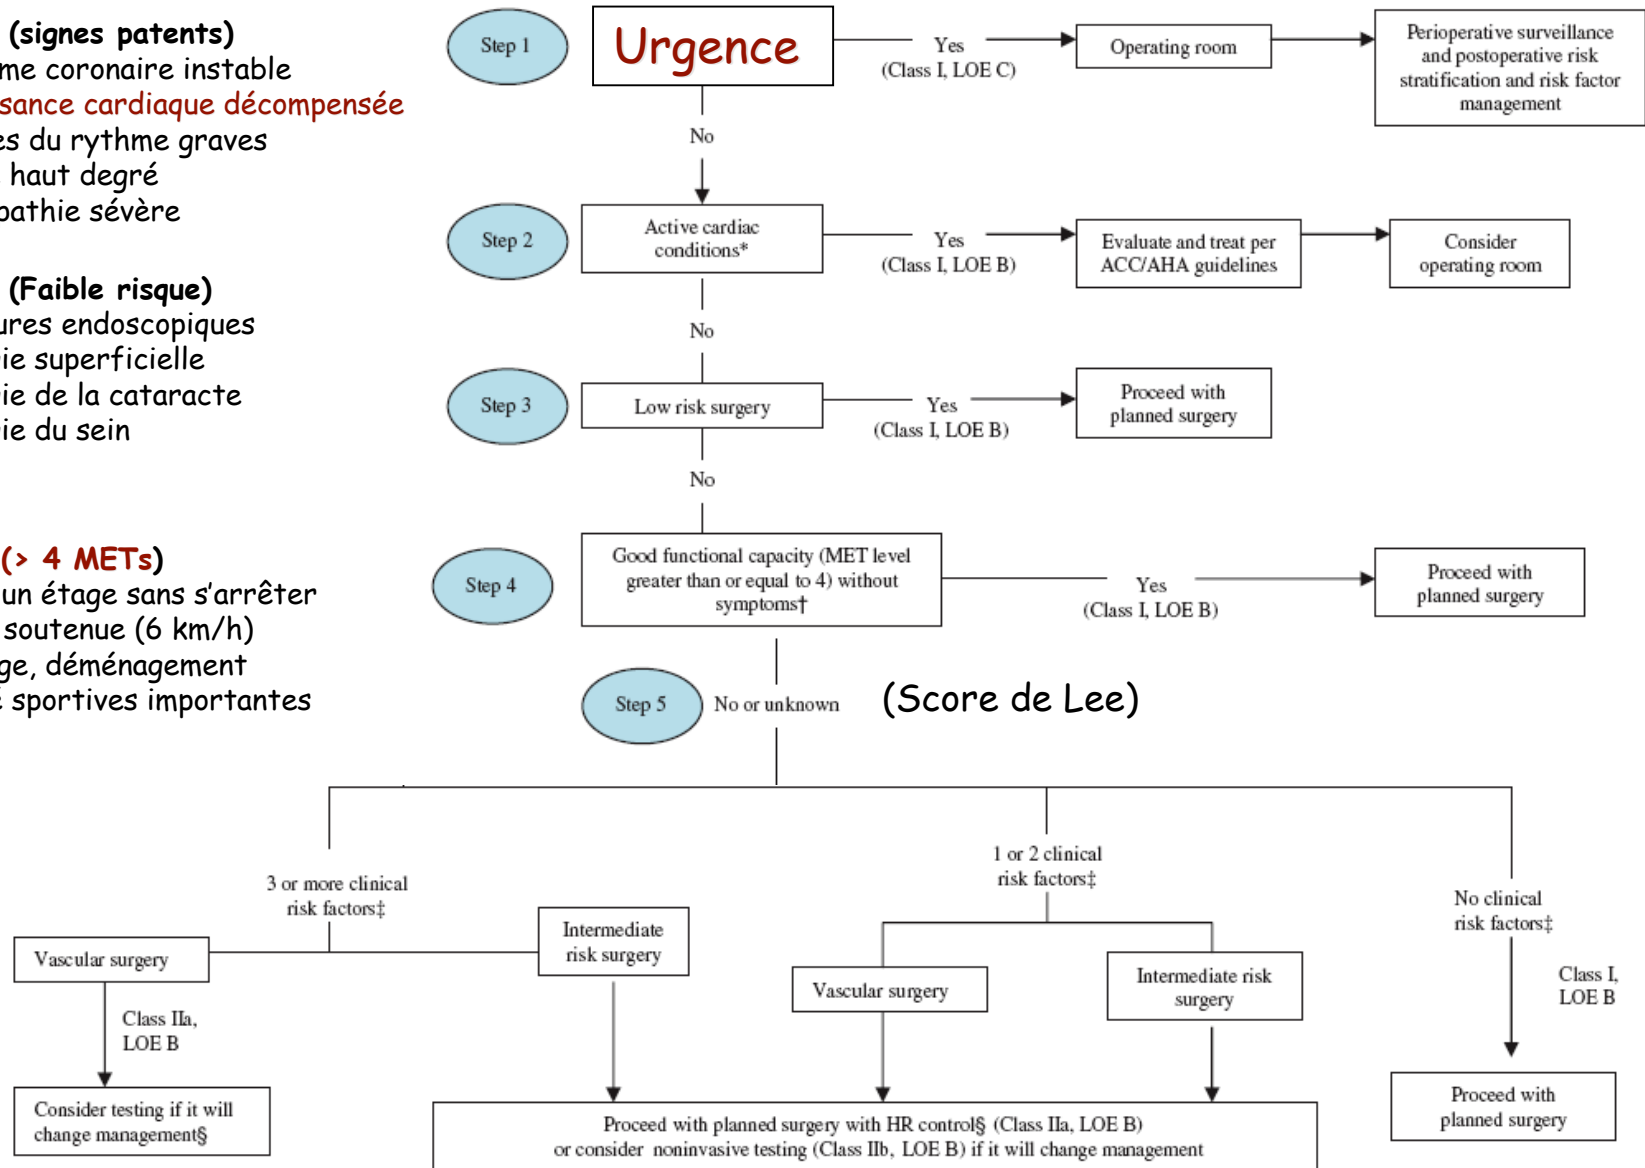 (signes patents)
me coronaire instable
sance cardiaque décompensée
es du rythme graves
haut degré
pathie sévère
(Faible risque)
ures endoscopiques
ie superficielle
ie de la cataracte
ie du sein
(> 4 METs)
un étage sans s'arrêter
soutenue (6 km/h)
ge, déménagement
é sportives importantes
Step 1
Urgence
Yes
(Class I, LOE C)
Operating room
Perioperative surveillance
and postoperative risk
stratification and risk factor
management
No
Step 2
Active cardiac
conditions*
Yes
(Class I, LOE B)
Evaluate and treat per
ACC/AHA guidelines
Consider
operating room
No
Step 3
Low risk surgery
Yes
(Class I, LOE B)
Proceed with
planned surgery
No
Step 4
Good functional capacity (MET level
greater than or equal to 4) without
symptoms†
Yes
(Class I, LOE B)
Proceed with
planned surgery
Step 5
No or unknown
(Score de Lee)
3 or more clinical
risk factors‡
1 or 2 clinical
risk factors‡
No clinical
risk factors‡
Vascular surgery
Intermediate
risk surgery
Vascular surgery
Intermediate risk
surgery
Class I,
LOE B
Class IIa,
LOE B
Consider testing if it will
change management§
Proceed with planned surgery with HR control§ (Class IIa, LOE B)
or consider noninvasive testing (Class IIb, LOE B) if it will change management
Proceed with
planned surgery